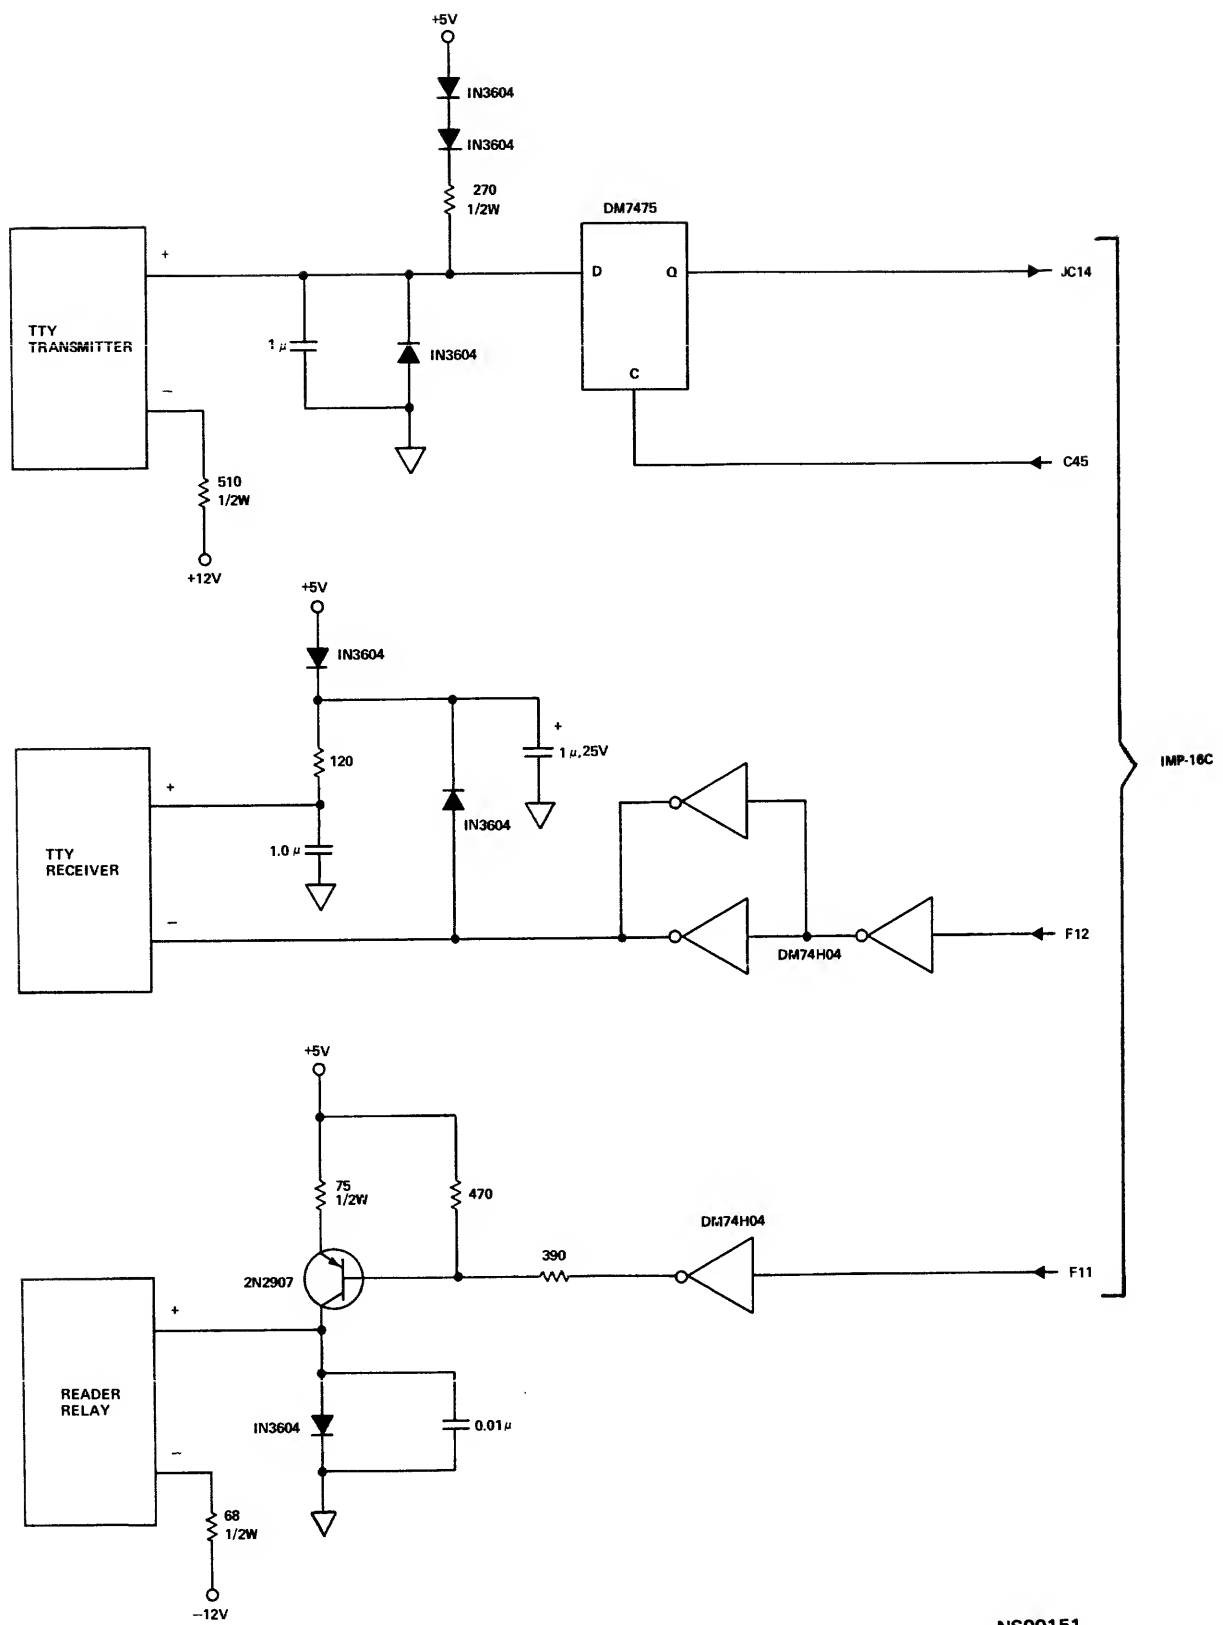 +5V
IN3604
IN3604
270
1/2W
DM7475
+
D
Q
JC14
TTY
TRANSMITTER
1 μ
IN3604
C
−
C45
510
1/2W
+12V
+5V
IN3604
+
1 μ, 25V
120
IMP-16C
+
IN3604
TTY
RECEIVER
1.0 μ
−
DM74H04
F12
+5V
75
1/2W
470
DM74H04
390
2N2907
F11
+
READER
RELAY
IN3604
0.01 μ
−
68
1/2W
−12V